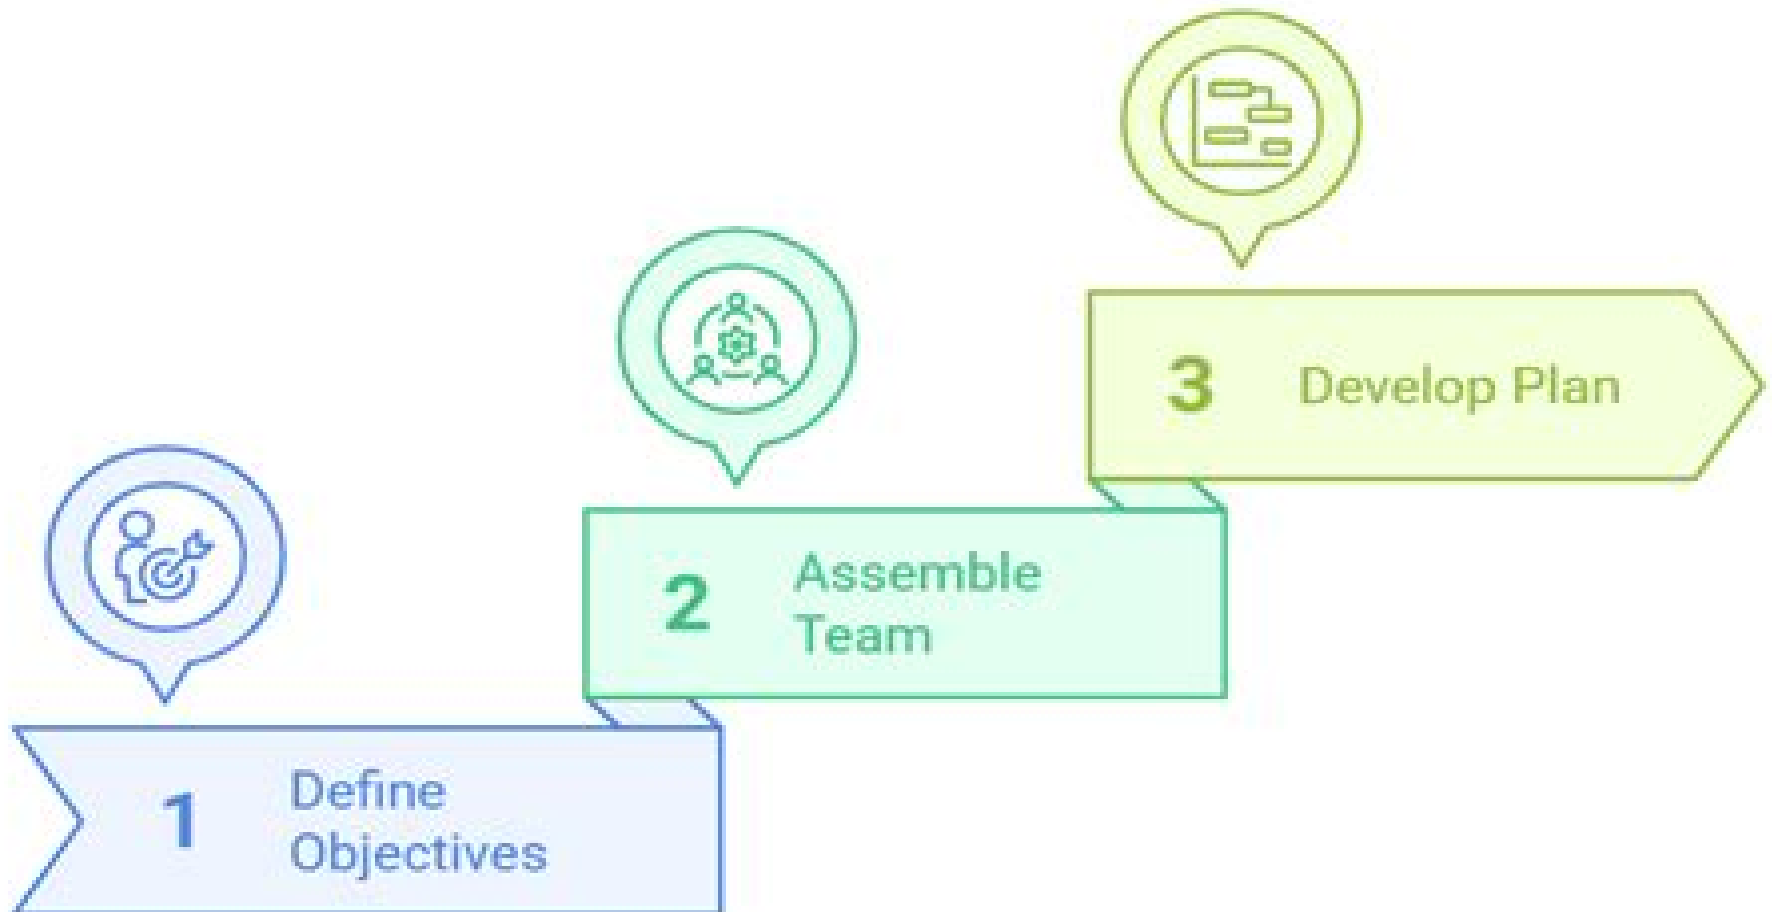 1 Define
Objectives
2 Assemble
Team
3 Develop Plan